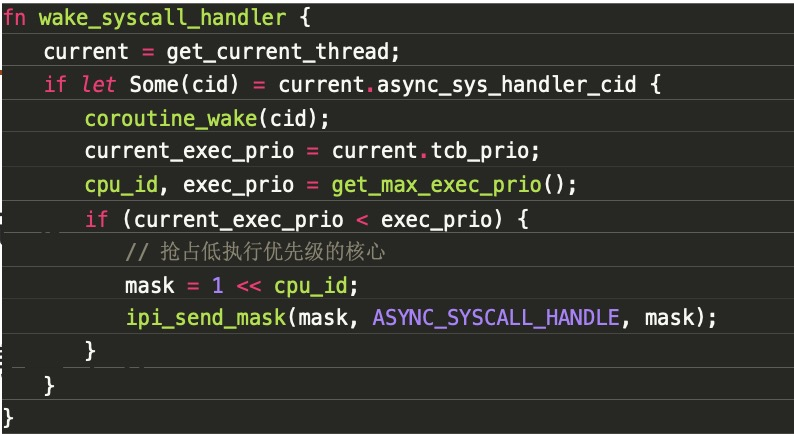 fn wake_syscall_handler {
    current = get_current_thread;
    if let Some(cid) = current.async_sys_handler_cid {
        coroutine_wake(cid);
        current_exec_prio = current.tcb_prio;
        cpu_id, exec_prio = get_max_exec_prio();
        if (current_exec_prio < exec_prio) {
            // 抢占低执行优先级的核心
            mask = 1 << cpu_id;
            ipi_send_mask(mask, ASYNC_SYSCALL_HANDLE, mask);
        }
    }
}